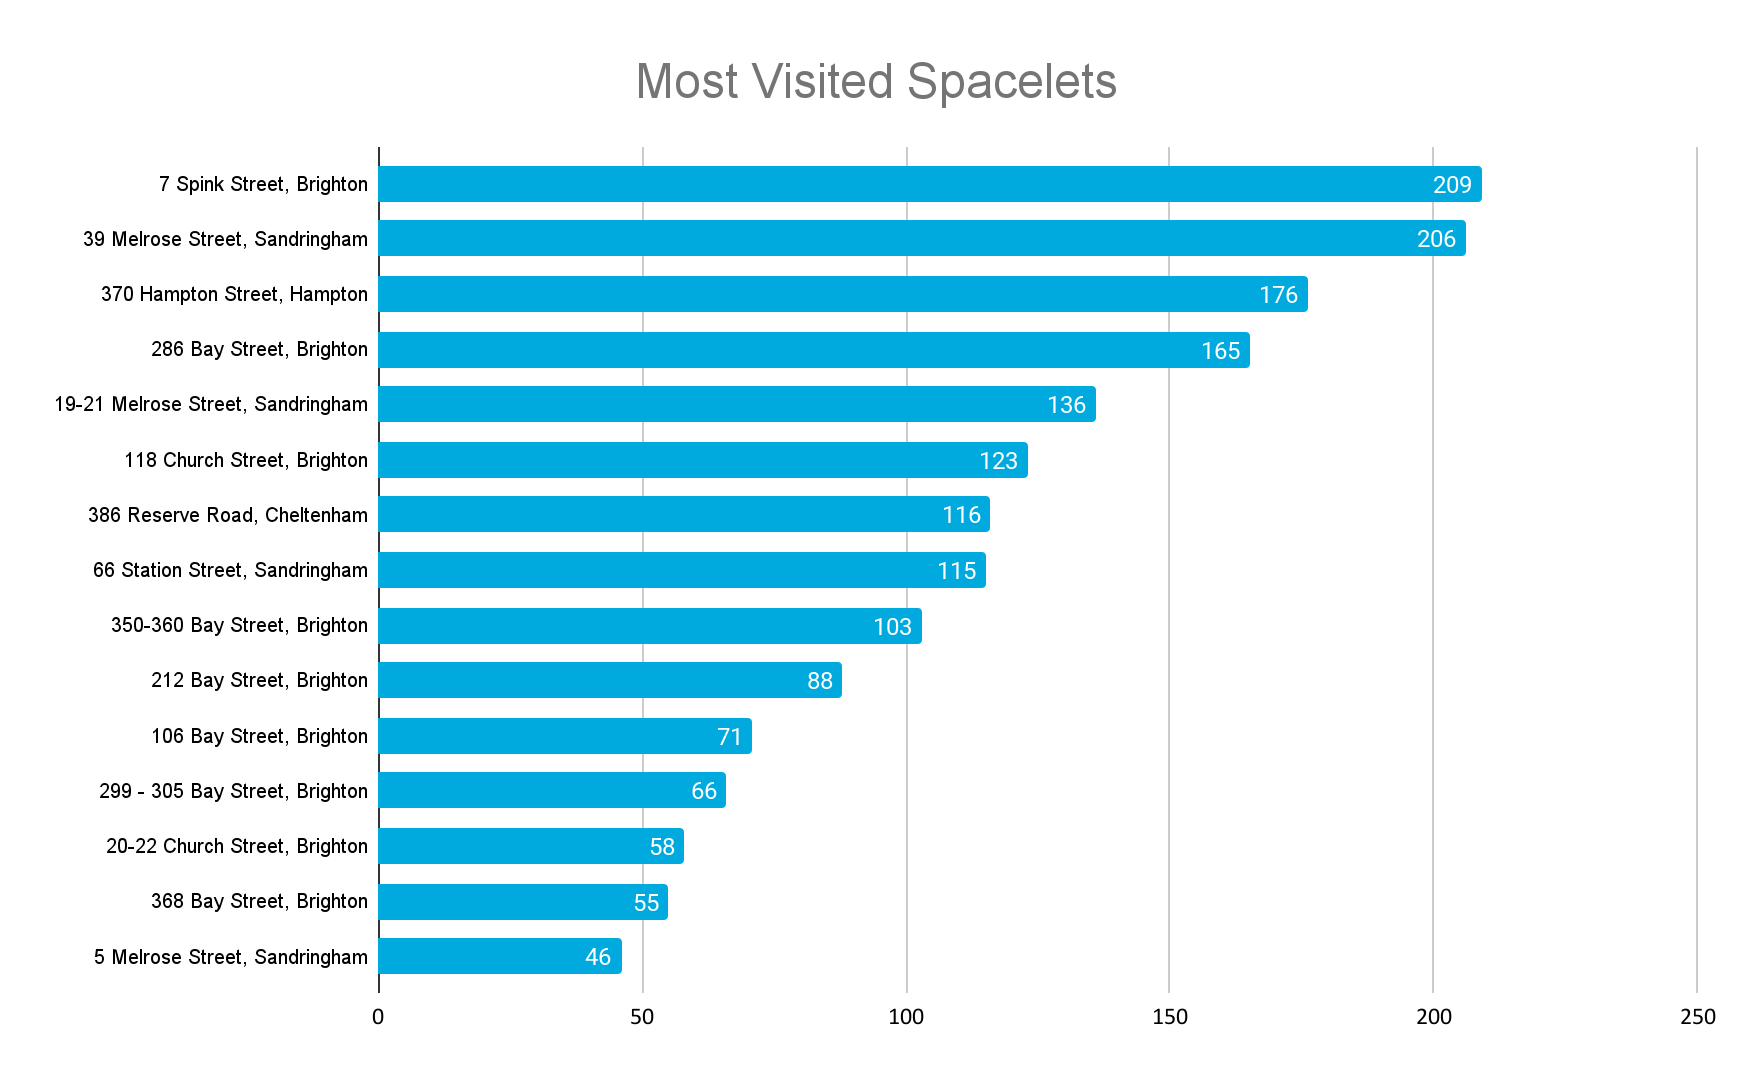 Most Visited Spacelets
7 Spink Street, Brighton 209
39 Melrose Street, Sandringham 206
370 Hampton Street, Hampton 176
286 Bay Street, Brighton 165
19-21 Melrose Street, Sandringham 136
118 Church Street, Brighton 123
386 Reserve Road, Cheltenham 116
66 Station Street, Sandringham 115
350-360 Bay Street, Brighton 103
212 Bay Street, Brighton 88
106 Bay Street, Brighton 71
299 - 305 Bay Street, Brighton 66
20-22 Church Street, Brighton 58
368 Bay Street, Brighton 55
5 Melrose Street, Sandringham 46
0 50 100 150 200 250